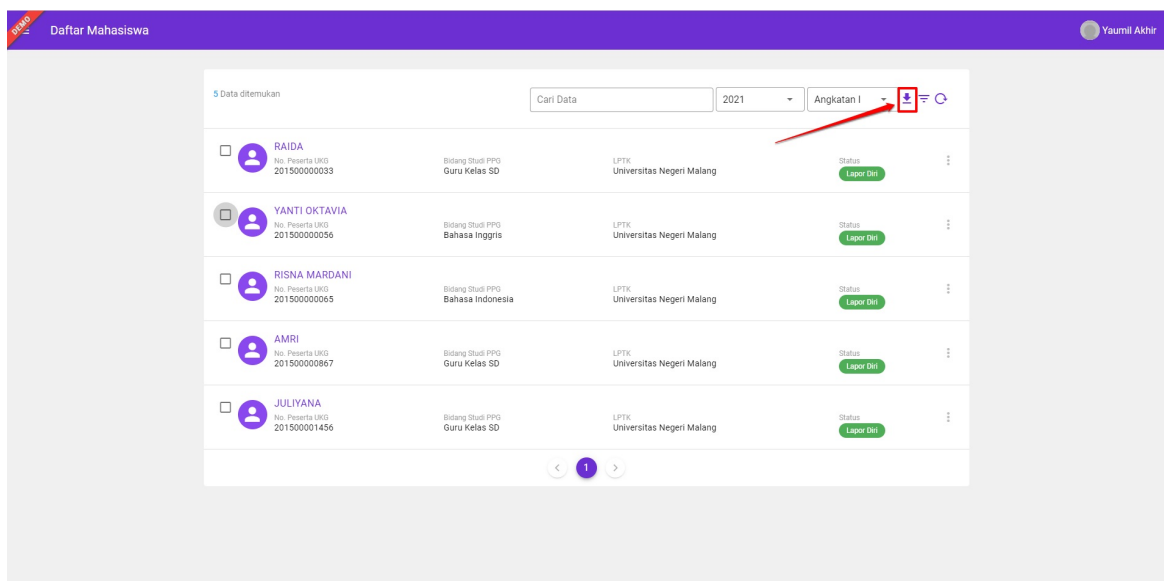 DEMO
Daftar Mahasiswa
Yaumil Akhir
5 Data ditemukan
Cari Data
2021
Angkatan I
RAIDA
No. Peserta UKG
201500000033
Bidang Studi PPG
Guru Kelas SD
LPTK
Universitas Negeri Malang
Status
Lapor Diri
YANTI OKTAVIA
No. Peserta UKG
201500000056
Bidang Studi PPG
Bahasa Inggris
LPTK
Universitas Negeri Malang
Status
Lapor Diri
RISNA MARDANI
No. Peserta UKG
201500000065
Bidang Studi PPG
Bahasa Indonesia
LPTK
Universitas Negeri Malang
Status
Lapor Diri
AMRI
No. Peserta UKG
201500000867
Bidang Studi PPG
Guru Kelas SD
LPTK
Universitas Negeri Malang
Status
Lapor Diri
JULIYANA
No. Peserta UKG
201500001456
Bidang Studi PPG
Guru Kelas SD
LPTK
Universitas Negeri Malang
Status
Lapor Diri
1